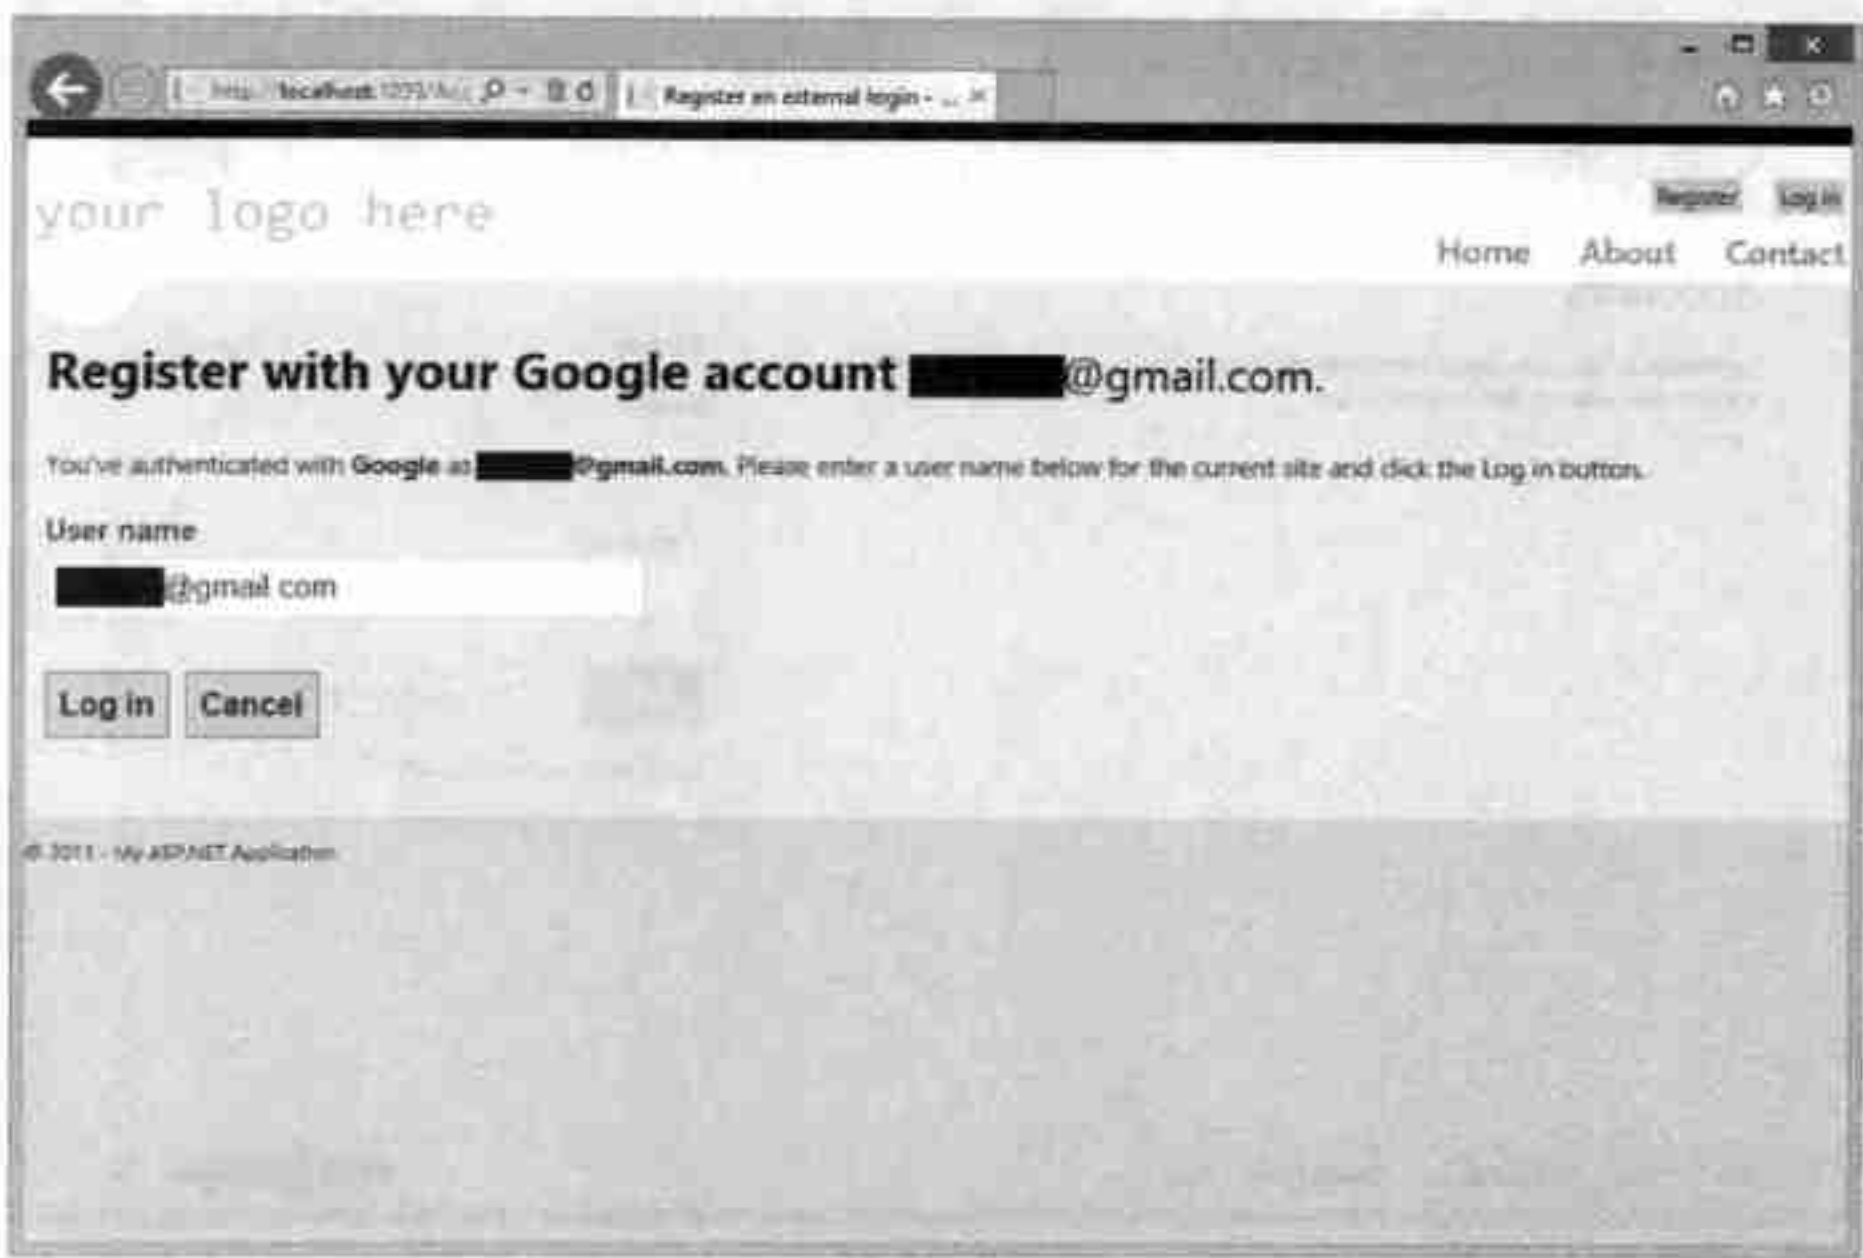 localhost
Register an external login - ...
your logo here
Register Log in
Home About Contact
Register with your Google account @gmail.com.
You've authenticated with Google as @gmail.com. Please enter a user name below for the current site and click the Log in button.
User name
@gmail.com
Log in Cancel
My ASP.NET Application